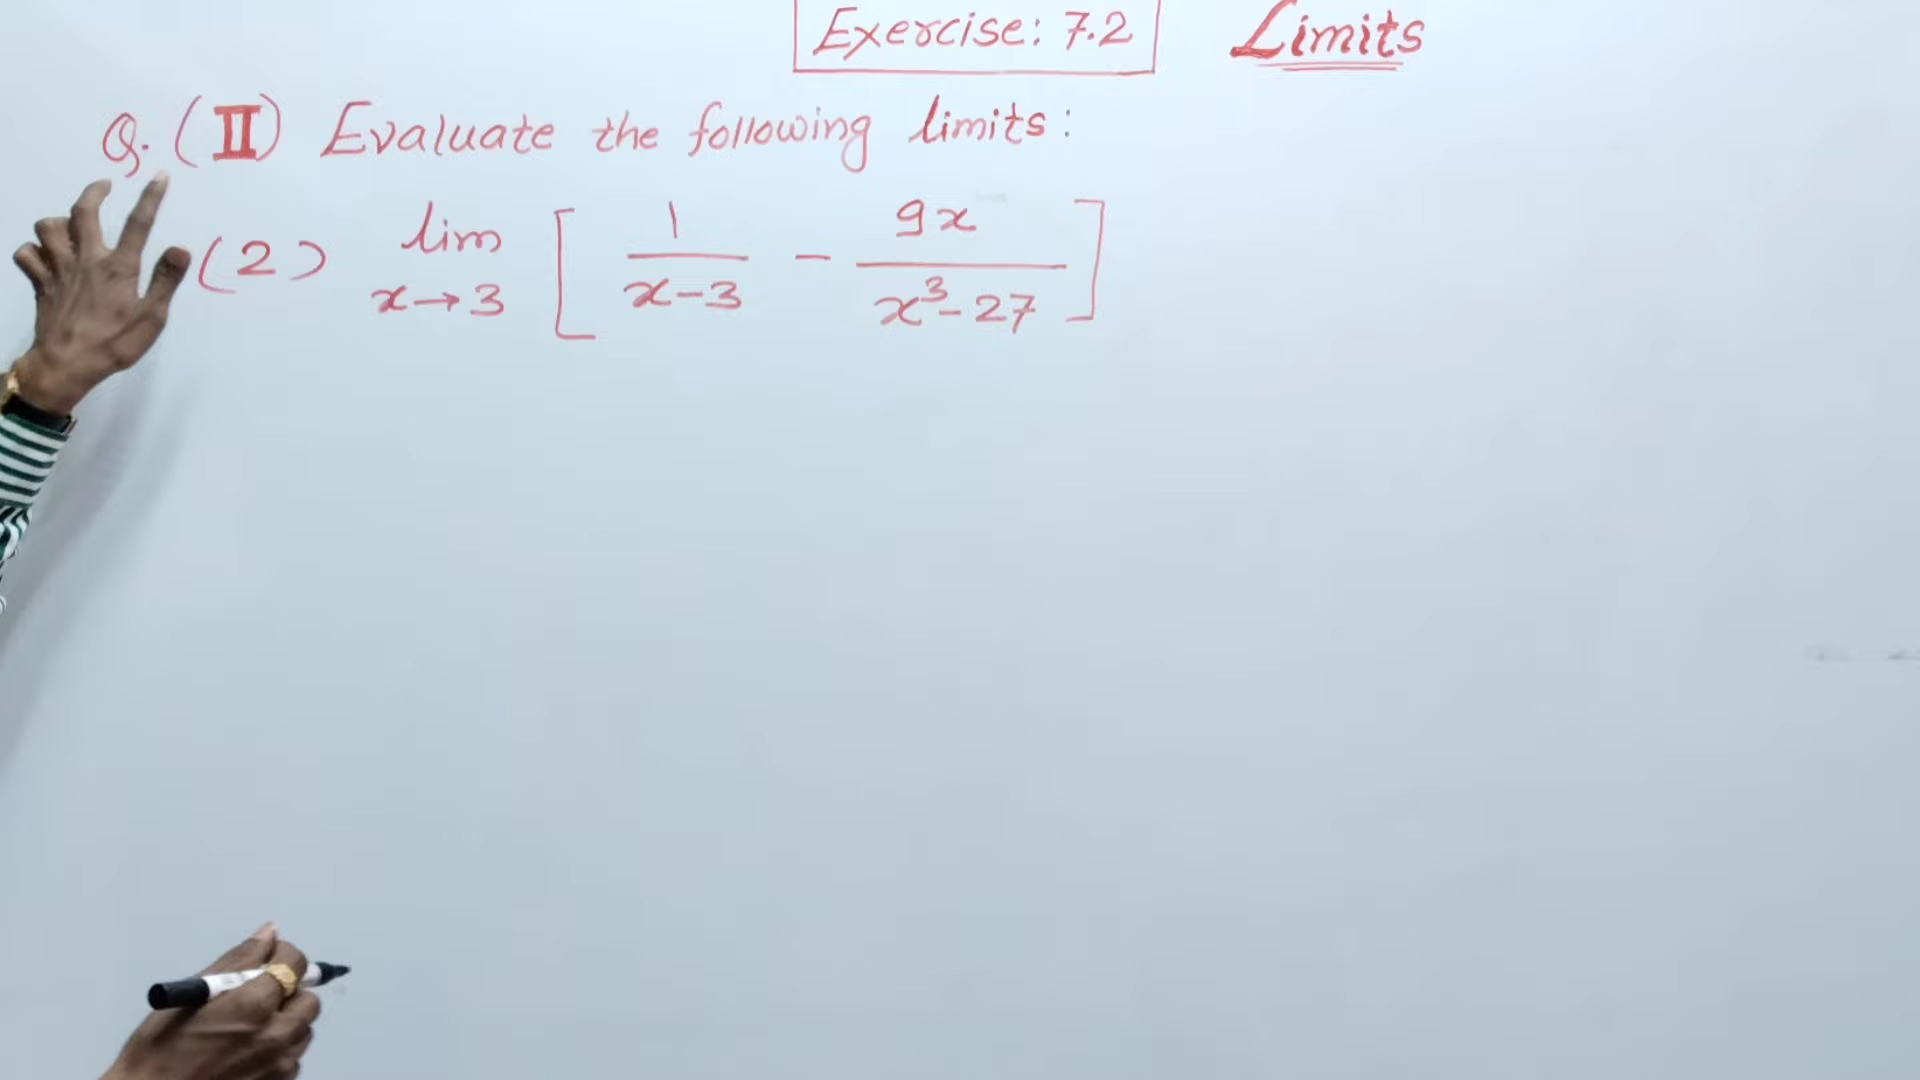 Exercise: 7.2 Limits
Q. (II) Evaluate the following limits:
(2) lim x→3 [ 1/(x-3) - 9x/(x³-27) ]